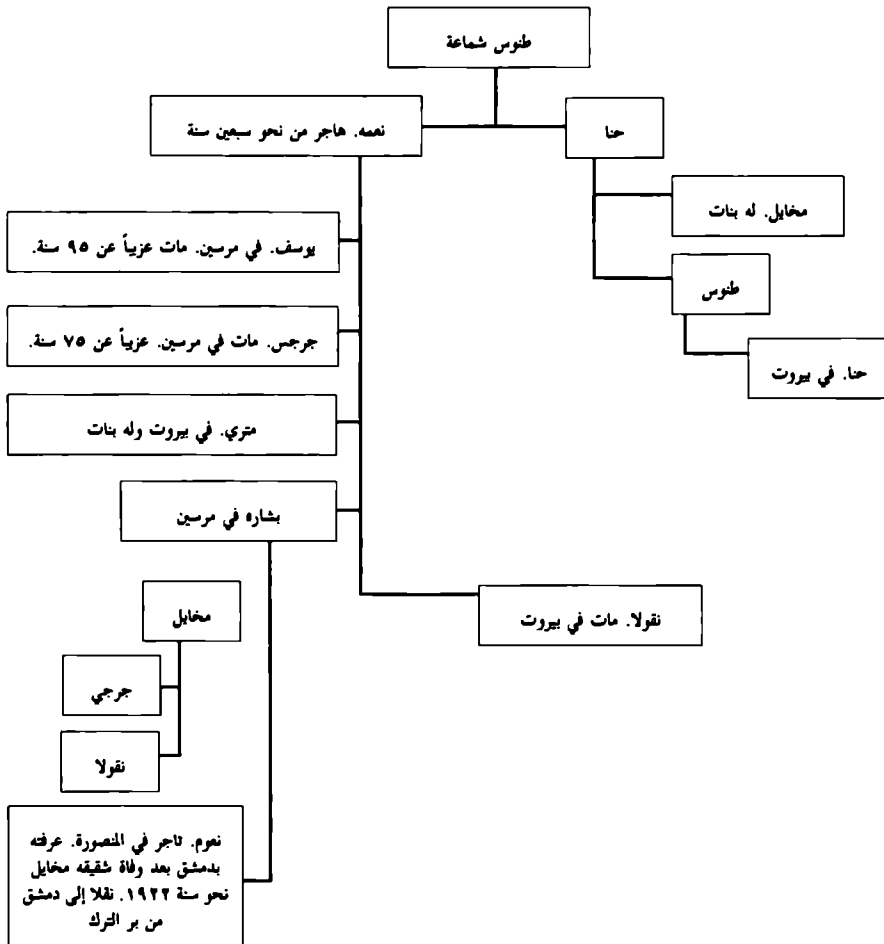 طنوس شماعة
حنا
نعمه. هاجر من نحو سبعين سنة
مخايل. له بنات
يوسف. في مرسين. مات عزيباً عن ٩٥ سنة.
طنوس
جرجس. مات في مرسين. عزيباً عن ٧٥ سنة.
حنا. في بيروت
متري. في بيروت وله بنات
بشاره في مرسين
نقولا. مات في بيروت
مخايل
جرجي
نقولا
نعوم. تاجر في المنصورة. عرفته
بدمشق بعد وفاة شقيقه مخايل
نحو سنة ١٩٢٢. نقلا إلى دمشق
من بر الترك